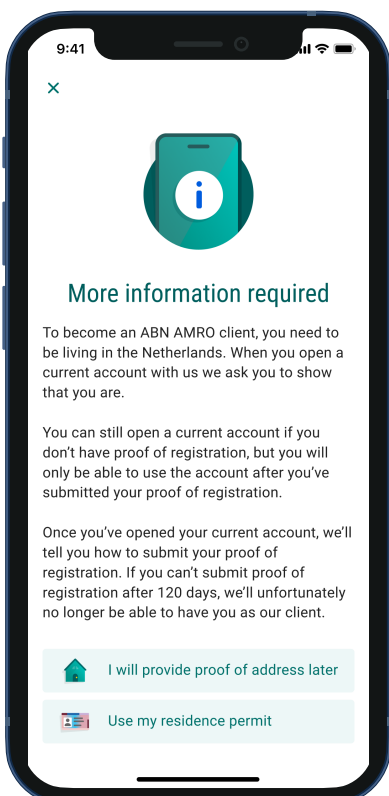 9:41
More information required
To become an ABN AMRO client, you need to
be living in the Netherlands. When you open a
current account with us we ask you to show
that you are.
You can still open a current account if you
don't have proof of registration, but you will
only be able to use the account after you've
submitted your proof of registration.
Once you've opened your current account, we'll
tell you how to submit your proof of
registration. If you can't submit proof of
registration after 120 days, we'll unfortunately
no longer be able to have you as our client.
I will provide proof of address later
Use my residence permit